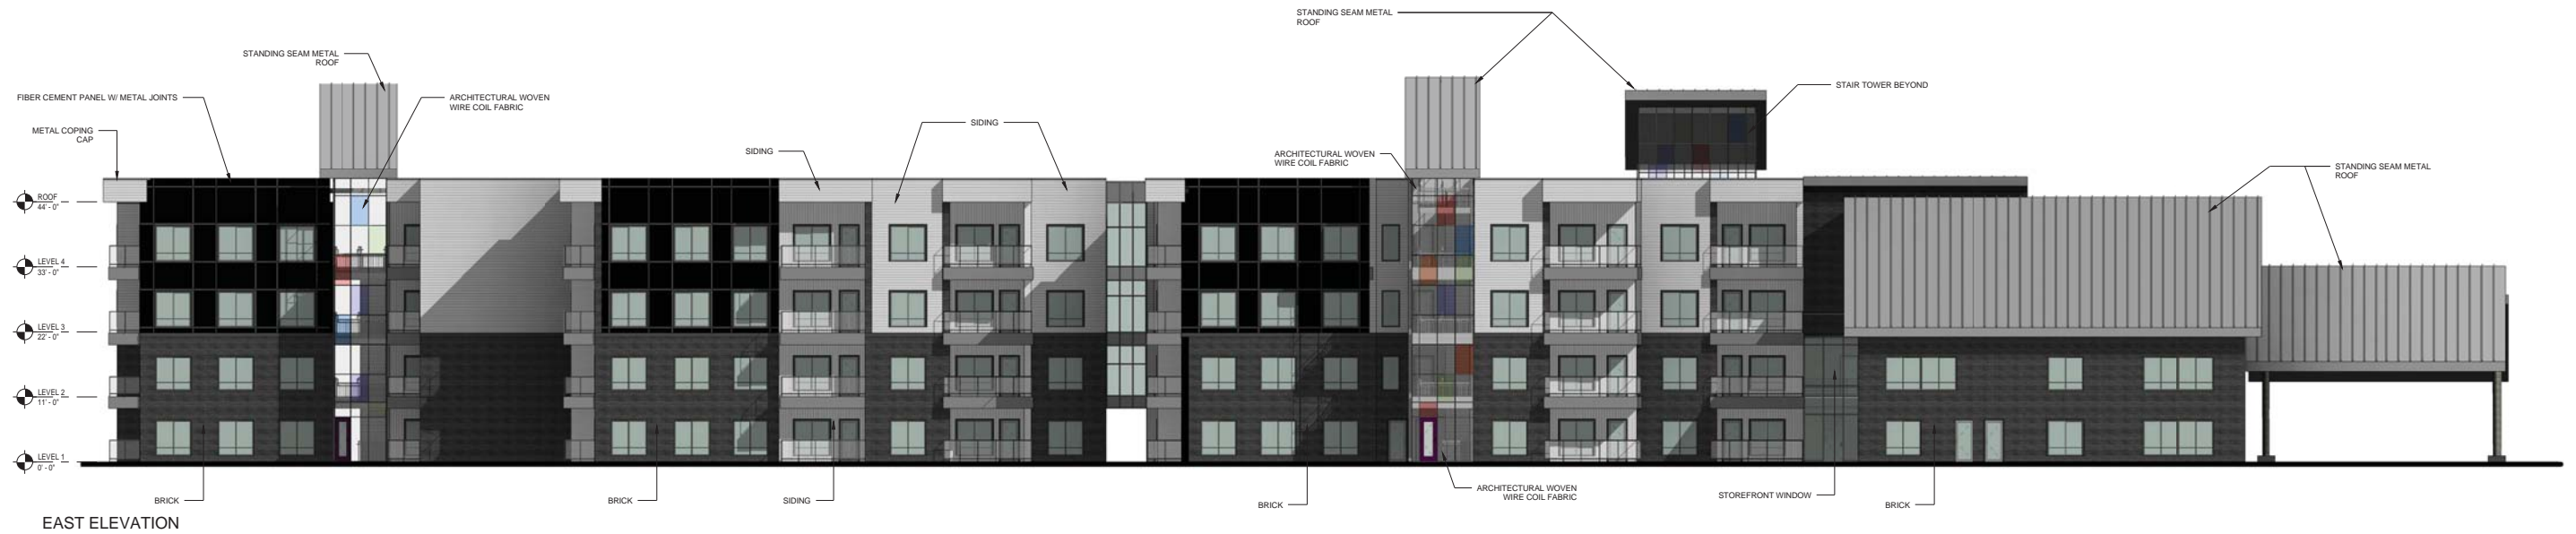 STANDING SEAM METAL
ROOF
STANDING SEAM METAL
ROOF
FIBER CEMENT PANEL W/ METAL JOINTS
ARCHITECTURAL WOVEN
WIRE COIL FABRIC
STAIR TOWER BEYOND
METAL COPING
CAP
SIDING
SIDING
ARCHITECTURAL WOVEN
WIRE COIL FABRIC
STANDING SEAM METAL
ROOF
ROOF
44' - 0"
LEVEL 4
33' - 0"
LEVEL 3
22' - 0"
LEVEL 2
11' - 0"
LEVEL 1
0' - 0"
BRICK
BRICK
SIDING
BRICK
ARCHITECTURAL WOVEN
WIRE COIL FABRIC
STOREFRONT WINDOW
BRICK
EAST ELEVATION